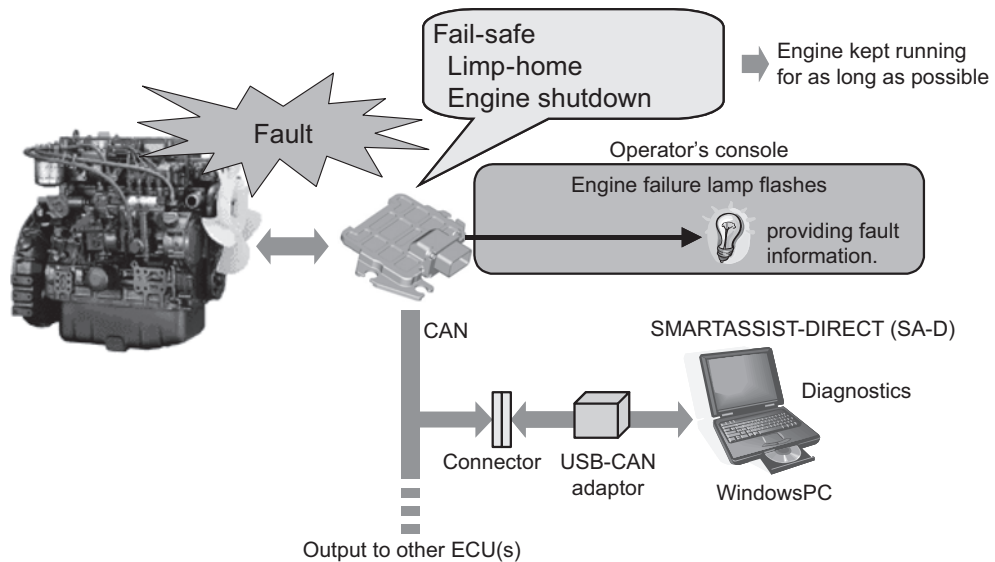 Fail-safe
Limp-home
Engine shutdown
Engine kept running
for as long as possible
Fault
Operator’s console
Engine failure lamp flashes
providing fault
information.
CAN
SMARTASSIST-DIRECT (SA-D)
Diagnostics
Connector
USB-CAN
adaptor
WindowsPC
Output to other ECU(s)